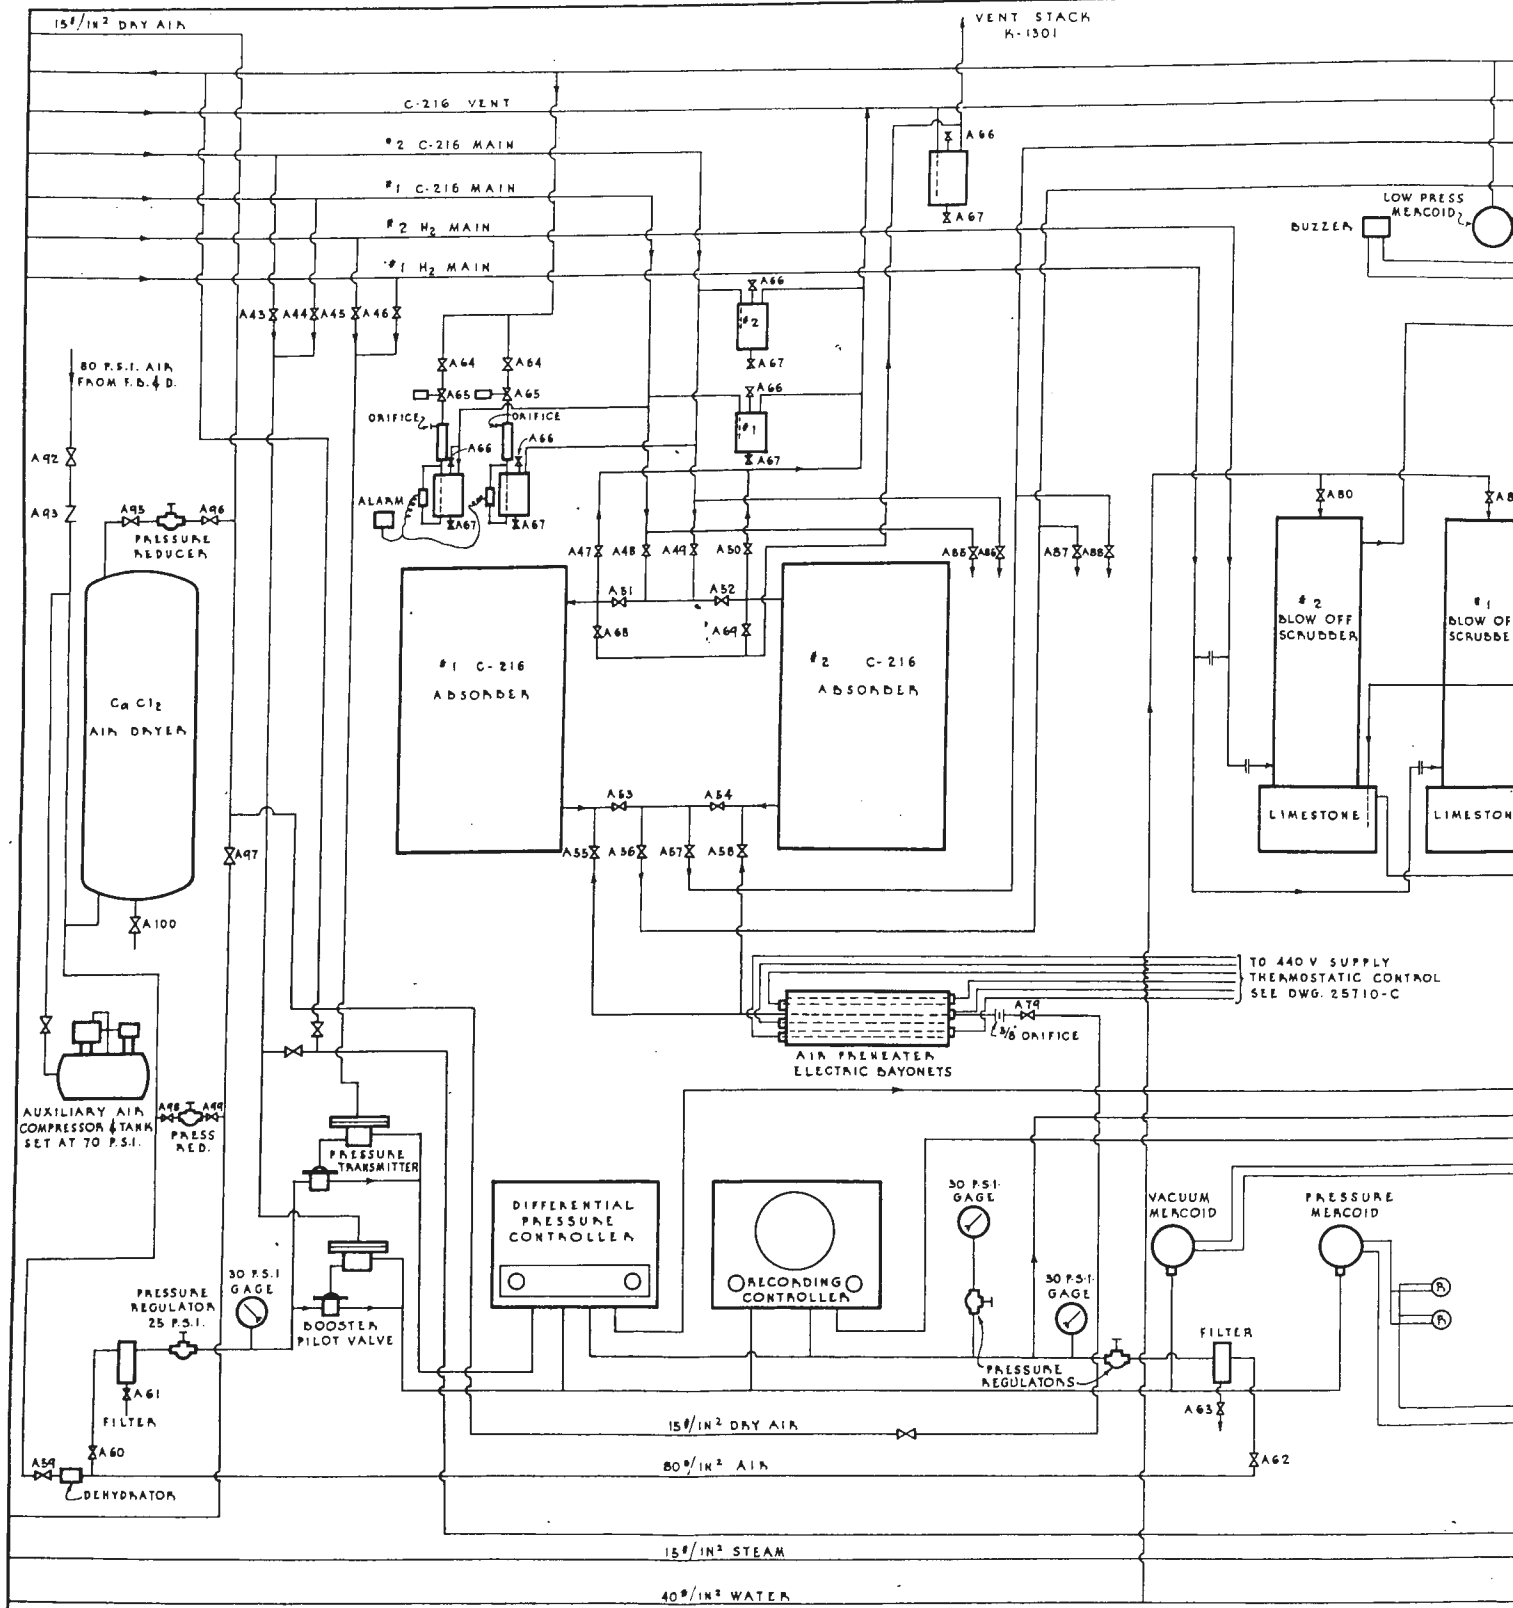 15#/IN² DRY AIR
VENT STACK
K-1301
C-216 VENT
#2 C-216 MAIN
#1 C-216 MAIN
#2 H₂ MAIN
#1 H₂ MAIN
A66
A67
LOW PRESS
MERCOID
BUZZER
A43
A44
A45
A46
80 P.S.I. AIR
FROM F.B.&D.
A64
A64
A65
A65
ORIFICE
ORIFICE
A66
A66
ALARM
A67
A67
A66
#2
A67
A66
#1
A67
A92
A93
A95
A96
PRESSURE
REDUCER
A47
A48
A49
A50
A85
A86
A87
A88
A80
A51
A52
A68
A69
#1 C-216
ABSORBER
#2 C-216
ABSORBER
#2
BLOW OFF
SCRUBBER
#1
BLOW OF
SCRUBBE
CaCl₂
AIR DRYER
A53
A54
A55
A56
A57
A58
LIMESTONE
LIMESTON
A97
A100
TO 440 V SUPPLY
THERMOSTATIC CONTROL
SEE DWG. 25710-C
A79
3/8" ORIFICE
AIR PREHEATER
ELECTRIC BAYONETS
AUXILIARY AIR
COMPRESSOR & TANK
SET AT 70 P.S.I.
A98
A99
PRESS
RED.
PRESSURE
TRANSMITTER
DIFFERENTIAL
PRESSURE
CONTROLLER
RECORDING
CONTROLLER
30 P.S.I.
GAGE
VACUUM
MERCOID
PRESSURE
MERCOID
30 P.S.I.
GAGE
R
R
PRESSURE
REGULATOR
25 P.S.I.
30 P.S.I
GAGE
BOOSTER
PILOT VALVE
FILTER
PRESSURE
REGULATORS
A61
FILTER
A63
A60
A62
A59
DEHYDRATOR
15#/IN² DRY AIR
80#/IN² AIR
15#/IN² STEAM
40#/IN² WATER